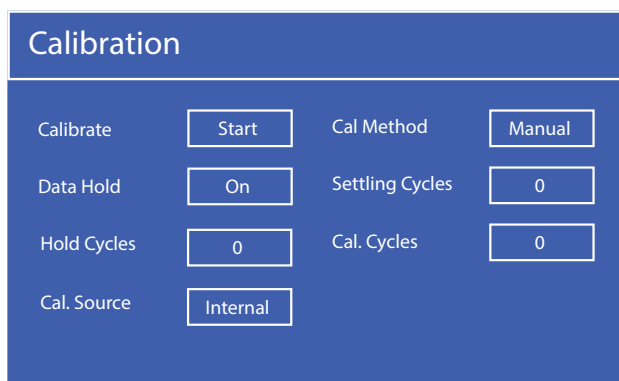 Calibration
Calibrate Start Cal Method Manual
Data Hold On Settling Cycles 0
Hold Cycles 0 Cal. Cycles 0
Cal. Source Internal